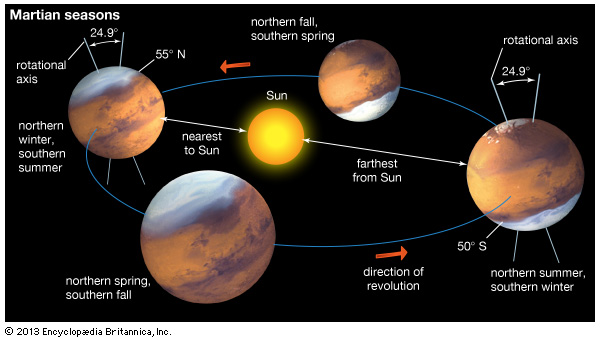 Martian seasons
24.9°
rotational
axis
55° N
northern
winter,
southern
summer
northern fall,
southern spring
Sun
nearest
to Sun
farthest
from Sun
rotational axis
24.9°
50° S
northern summer,
southern winter
northern spring,
southern fall
direction of
revolution
© 2013 Encyclopædia Britannica, Inc.